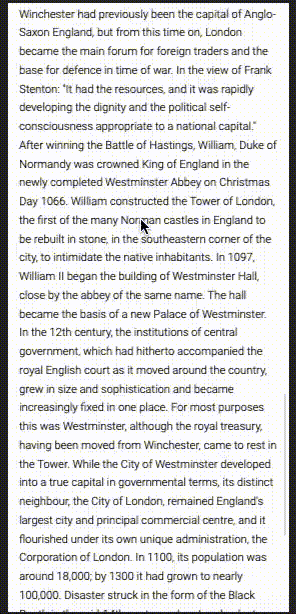 Winchester had previously been the capital of Anglo-
Saxon England, but from this time on, London
became the main forum for foreign traders and the
base for defence in time of war. In the view of Frank
Stenton: "It had the resources, and it was rapidly
developing the dignity and the political self-
consciousness appropriate to a national capital."
After winning the Battle of Hastings, William, Duke of
Normandy was crowned King of England in the
newly completed Westminster Abbey on Christmas
Day 1066. William constructed the Tower of London,
the first of the many Norman castles in England to
be rebuilt in stone, in the southeastern corner of the
city, to intimidate the native inhabitants. In 1097,
William II began the building of Westminster Hall,
close by the abbey of the same name. The hall
became the basis of a new Palace of Westminster.
In the 12th century, the institutions of central
government, which had hitherto accompanied the
royal English court as it moved around the country,
grew in size and sophistication and became
increasingly fixed in one place. For most purposes
this was Westminster, although the royal treasury,
having been moved from Winchester, came to rest in
the Tower. While the City of Westminster developed
into a true capital in governmental terms, its distinct
neighbour, the City of London, remained England's
largest city and principal commercial centre, and it
flourished under its own unique administration, the
Corporation of London. In 1100, its population was
around 18,000; by 1300 it had grown to nearly
100,000. Disaster struck in the form of the Black